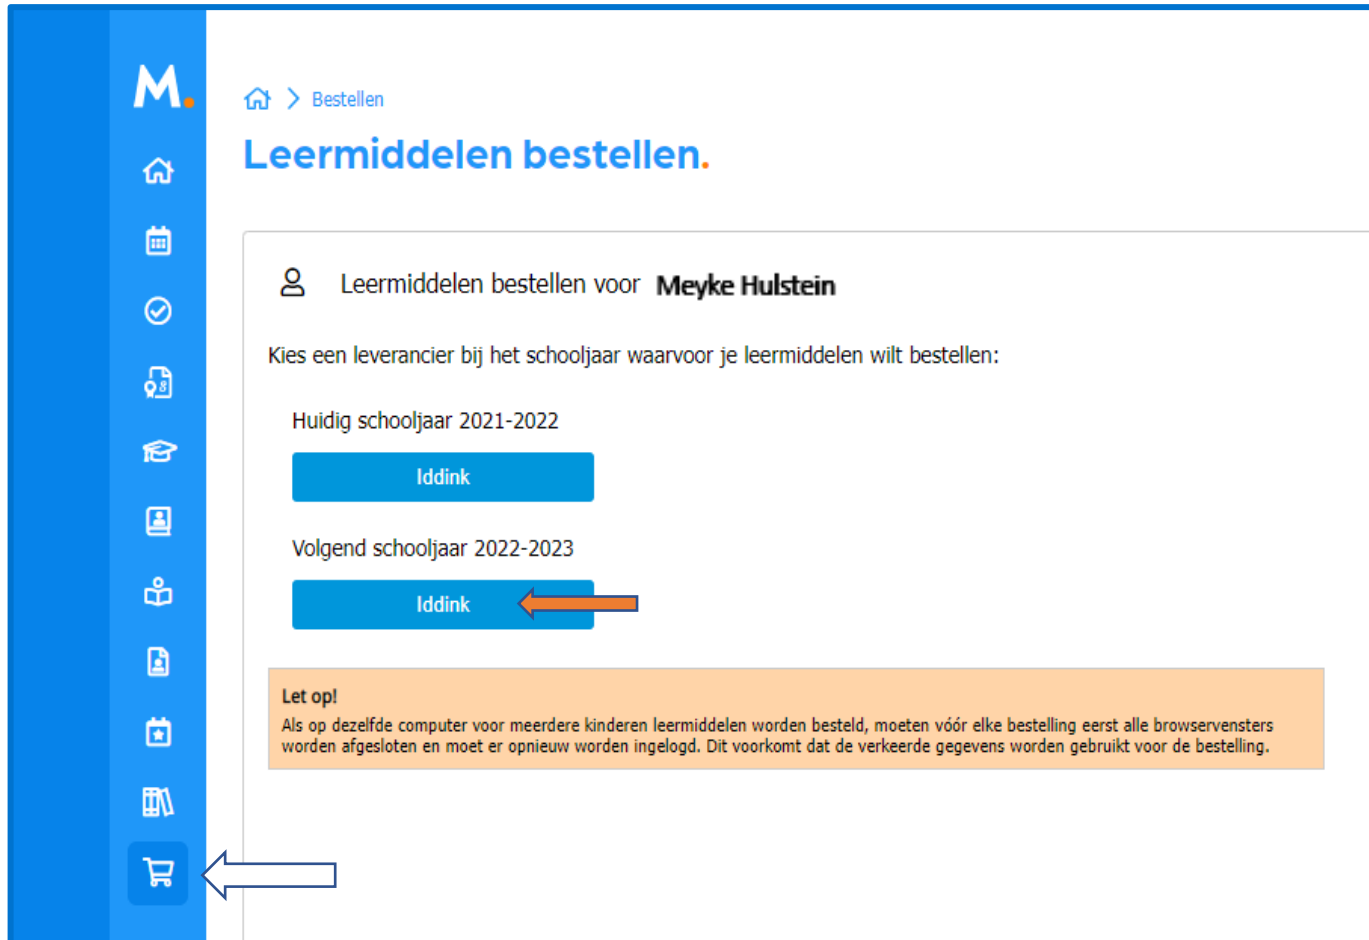 M.
Bestellen
Leermiddelen bestellen.
Leermiddelen bestellen voor Meyke Hulstein
Kies een leverancier bij het schooljaar waarvoor je leermiddelen wilt bestellen:
Huidig schooljaar 2021-2022
Iddink
Volgend schooljaar 2022-2023
Iddink
Let op!
Als op dezelfde computer voor meerdere kinderen leermiddelen worden besteld, moeten vóór elke bestelling eerst alle browservensters
worden afgesloten en moet er opnieuw worden ingelogd. Dit voorkomt dat de verkeerde gegevens worden gebruikt voor de bestelling.